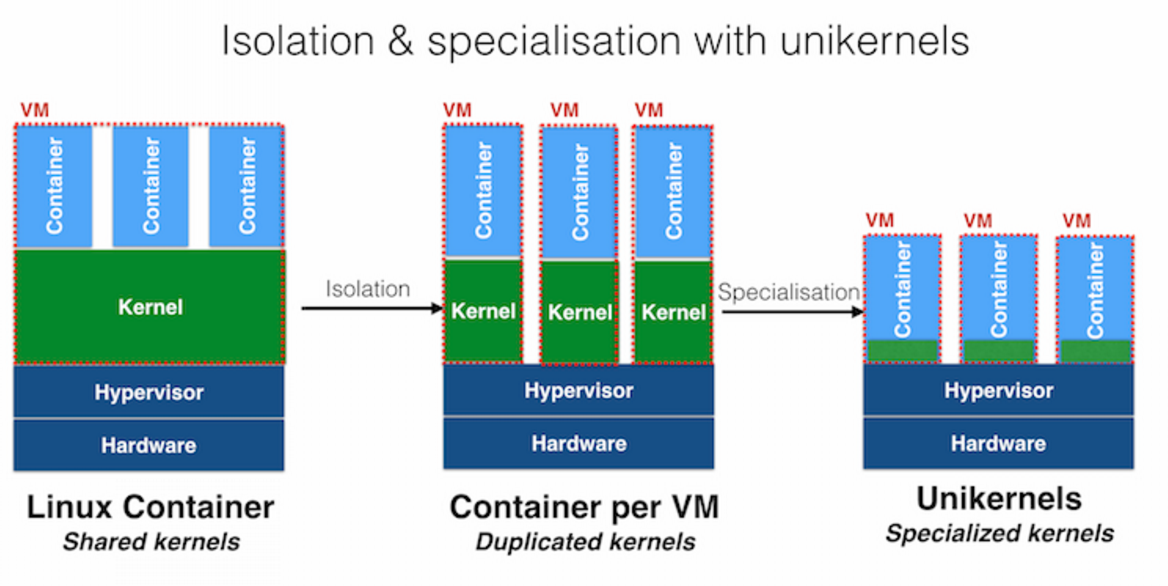 Isolation & specialisation with unikernels
VM
Container
Container
Container
Kernel
Hypervisor
Hardware
Linux Container
Shared kernels
Isolation
VM
VM
VM
Container
Container
Container
Kernel
Kernel
Kernel
Hypervisor
Hardware
Container per VM
Duplicated kernels
Specialisation
VM
VM
VM
Container
Container
Container
Hypervisor
Hardware
Unikernels
Specialized kernels